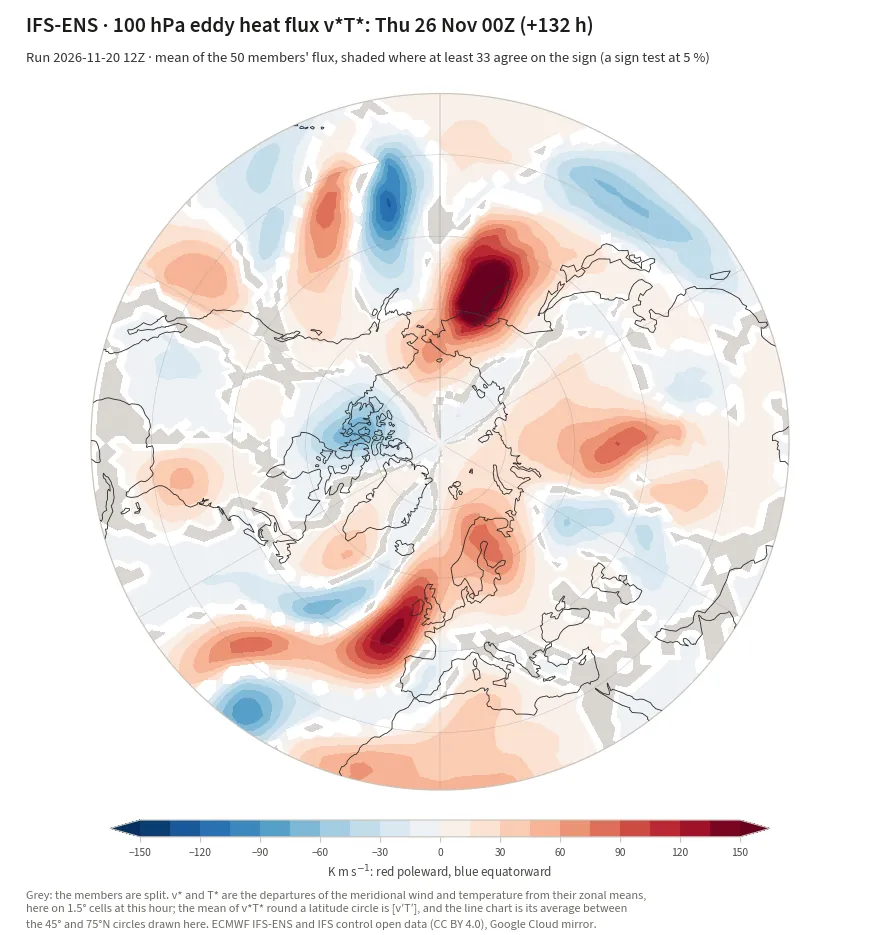 IFS-ENS · 100 hPa eddy heat flux v*T*: Thu 26 Nov 00Z (+132 h)
Run 2026-11-20 12Z · mean of the 50 members' flux, shaded where at least 33 agree on the sign (a sign test at 5 %)
−150 −120 −90 −60 −30 0 30 60 90 120 150
K m s⁻¹: red poleward, blue equatorward
Grey: the members are split. v* and T* are the departures of the meridional wind and temperature from their zonal means,
here on 1.5° cells at this hour; the mean of v*T* round a latitude circle is [v′T′], and the line chart is its average between
the 45° and 75°N circles drawn here. ECMWF IFS-ENS and IFS control open data (CC BY 4.0), Google Cloud mirror.